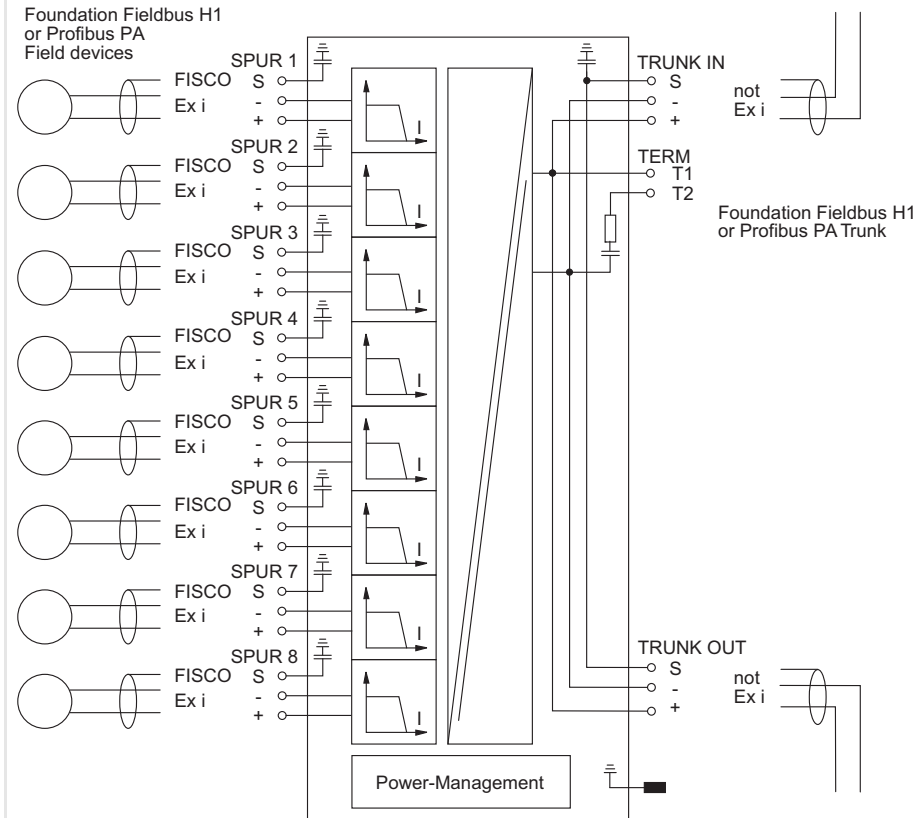 Foundation Fieldbus H1
or Profibus PA
Field devices
SPUR 1
FISCO S
Ex i -
+
I
SPUR 2
FISCO S
Ex i -
+
I
SPUR 3
FISCO S
Ex i -
+
I
SPUR 4
FISCO S
Ex i -
+
I
SPUR 5
FISCO S
Ex i -
+
I
SPUR 6
FISCO S
Ex i -
+
I
SPUR 7
FISCO S
Ex i -
+
I
SPUR 8
FISCO S
Ex i -
+
I
Power-Management
TRUNK IN
S
-
+
not
Ex i
TERM
T1
T2
Foundation Fieldbus H1
or Profibus PA Trunk
TRUNK OUT
S
-
+
not
Ex i